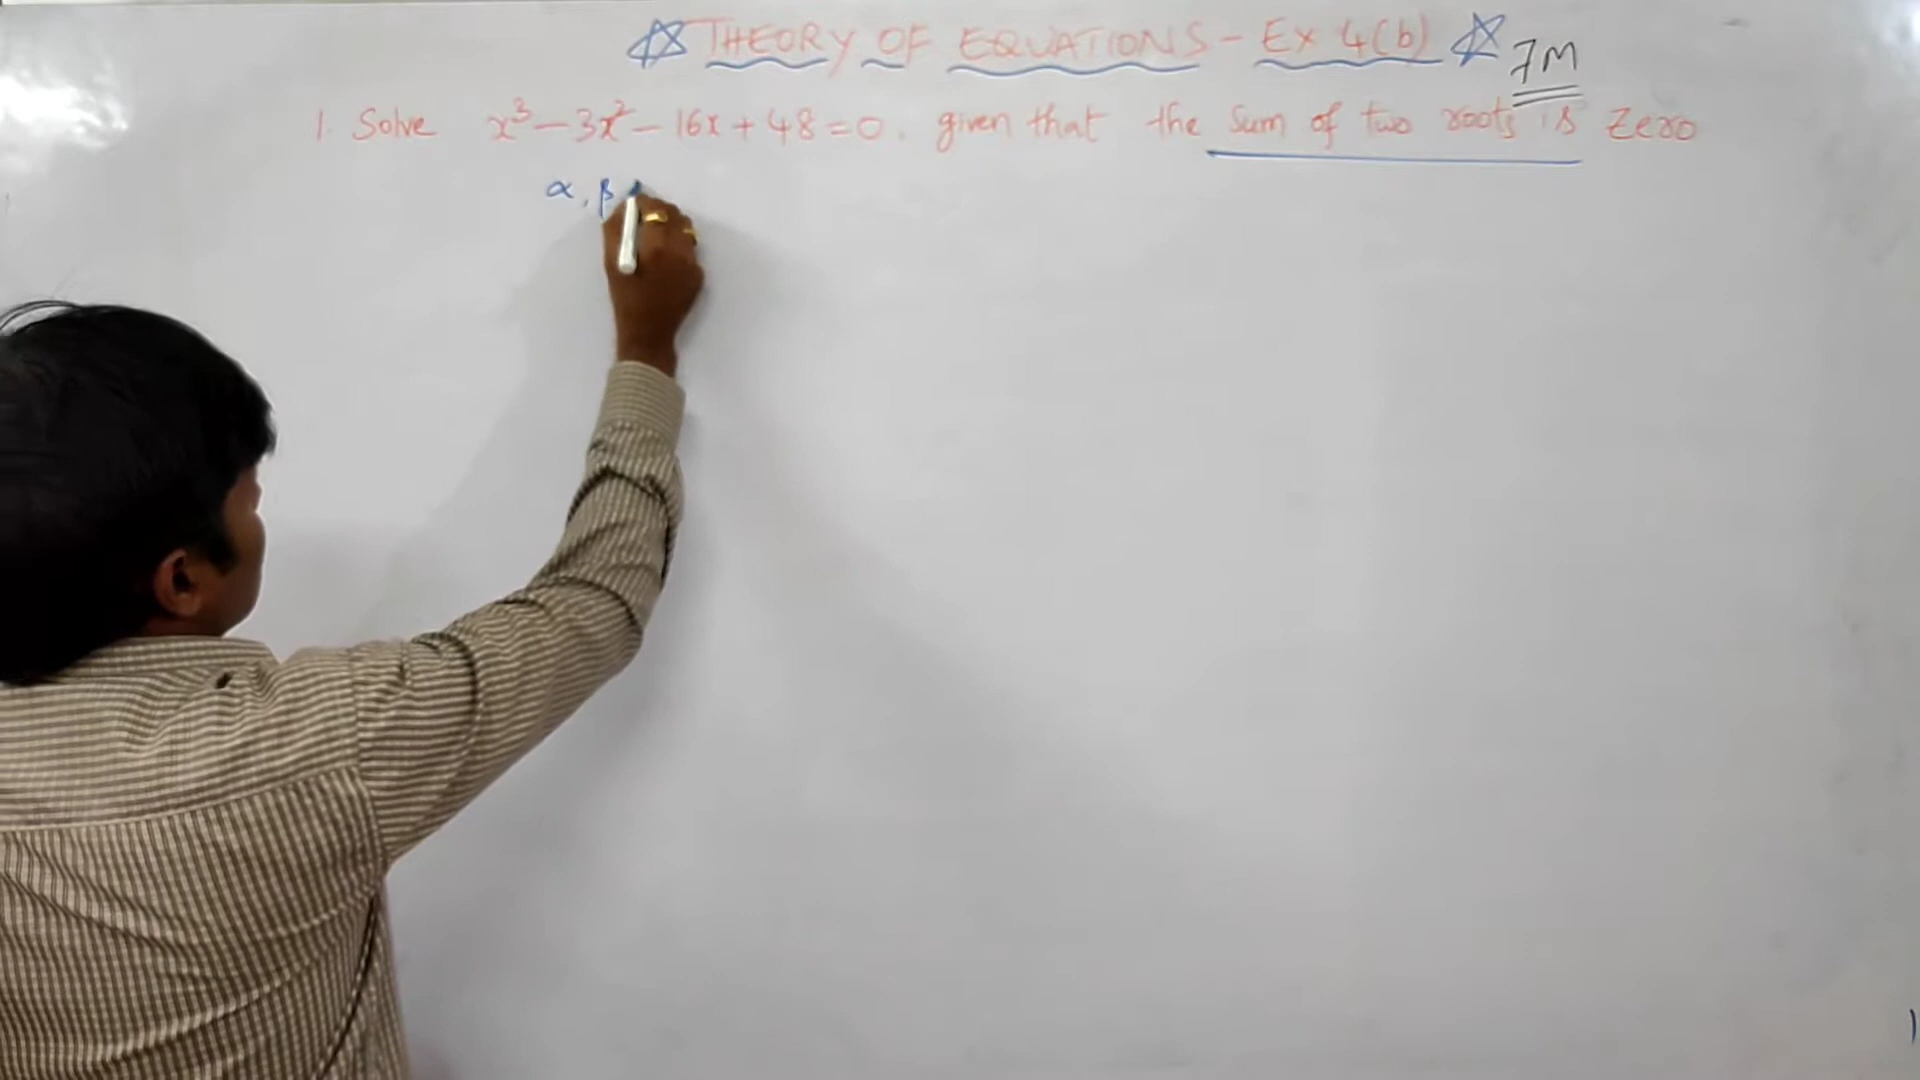 THEORY OF EQUATIONS - EX 4(b) 7M
1. Solve x³ - 3x² - 16x + 48 = 0. given that the sum of two roots is zero
α, β